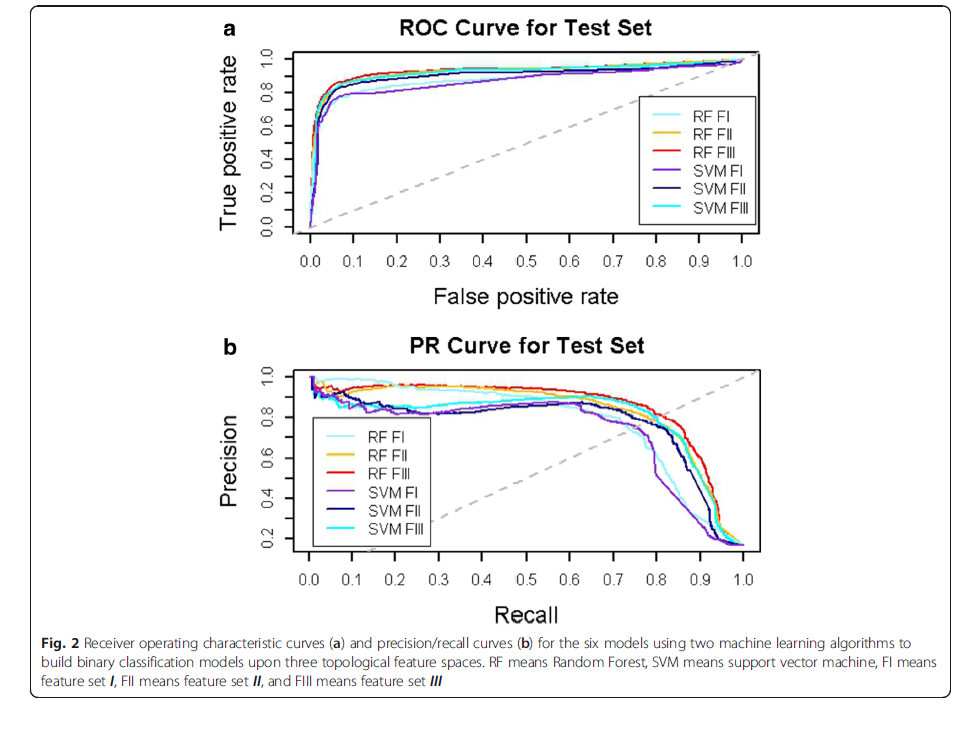 a
ROC Curve for Test Set
True positive rate
0.0 0.2 0.4 0.6 0.8 1.0
RF FI
RF FII
RF FIII
SVM FI
SVM FII
SVM FIII
0.0 0.1 0.2 0.3 0.4 0.5 0.6 0.7 0.8 0.9 1.0
False positive rate
b
PR Curve for Test Set
Precision
0.2 0.4 0.6 0.8 1.0
RF FI
RF FII
RF FIII
SVM FI
SVM FII
SVM FIII
0.0 0.1 0.2 0.3 0.4 0.5 0.6 0.7 0.8 0.9 1.0
Recall
Fig. 2 Receiver operating characteristic curves (a) and precision/recall curves (b) for the six models using two machine learning algorithms to
build binary classification models upon three topological feature spaces. RF means Random Forest, SVM means support vector machine, FI means
feature set I, FII means feature set II, and FIII means feature set III